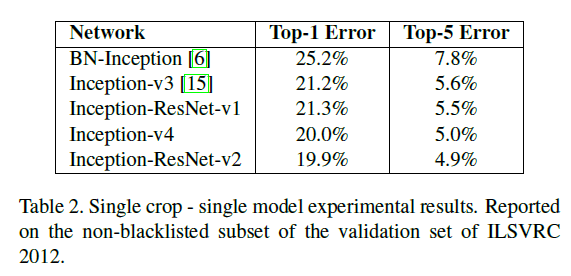 Network Top-1 Error Top-5 Error
BN-Inception [6] 25.2% 7.8%
Inception-v3 [15] 21.2% 5.6%
Inception-ResNet-v1 21.3% 5.5%
Inception-v4 20.0% 5.0%
Inception-ResNet-v2 19.9% 4.9%
Table 2. Single crop - single model experimental results. Reported
on the non-blacklisted subset of the validation set of ILSVRC
2012.